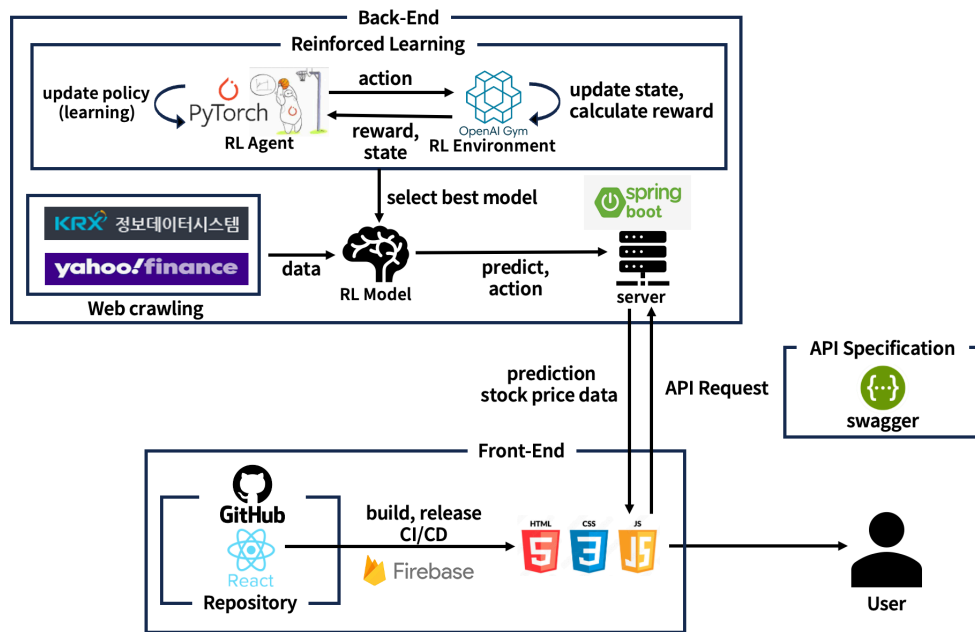 Back-End
Reinforced Learning
update policy
(learning)
PyTorch
RL Agent
action
reward,
state
OpenAI Gym
RL Environment
update state,
calculate reward
select best model
KRX 정보데이터시스템
yahoo!finance
Web crawling
data
RL Model
predict,
action
spring
boot
server
prediction
stock price data
API Request
API Specification
swagger
Front-End
GitHub
React
Repository
build, release
CI/CD
Firebase
HTML
5
CSS
3
JS
JS
User